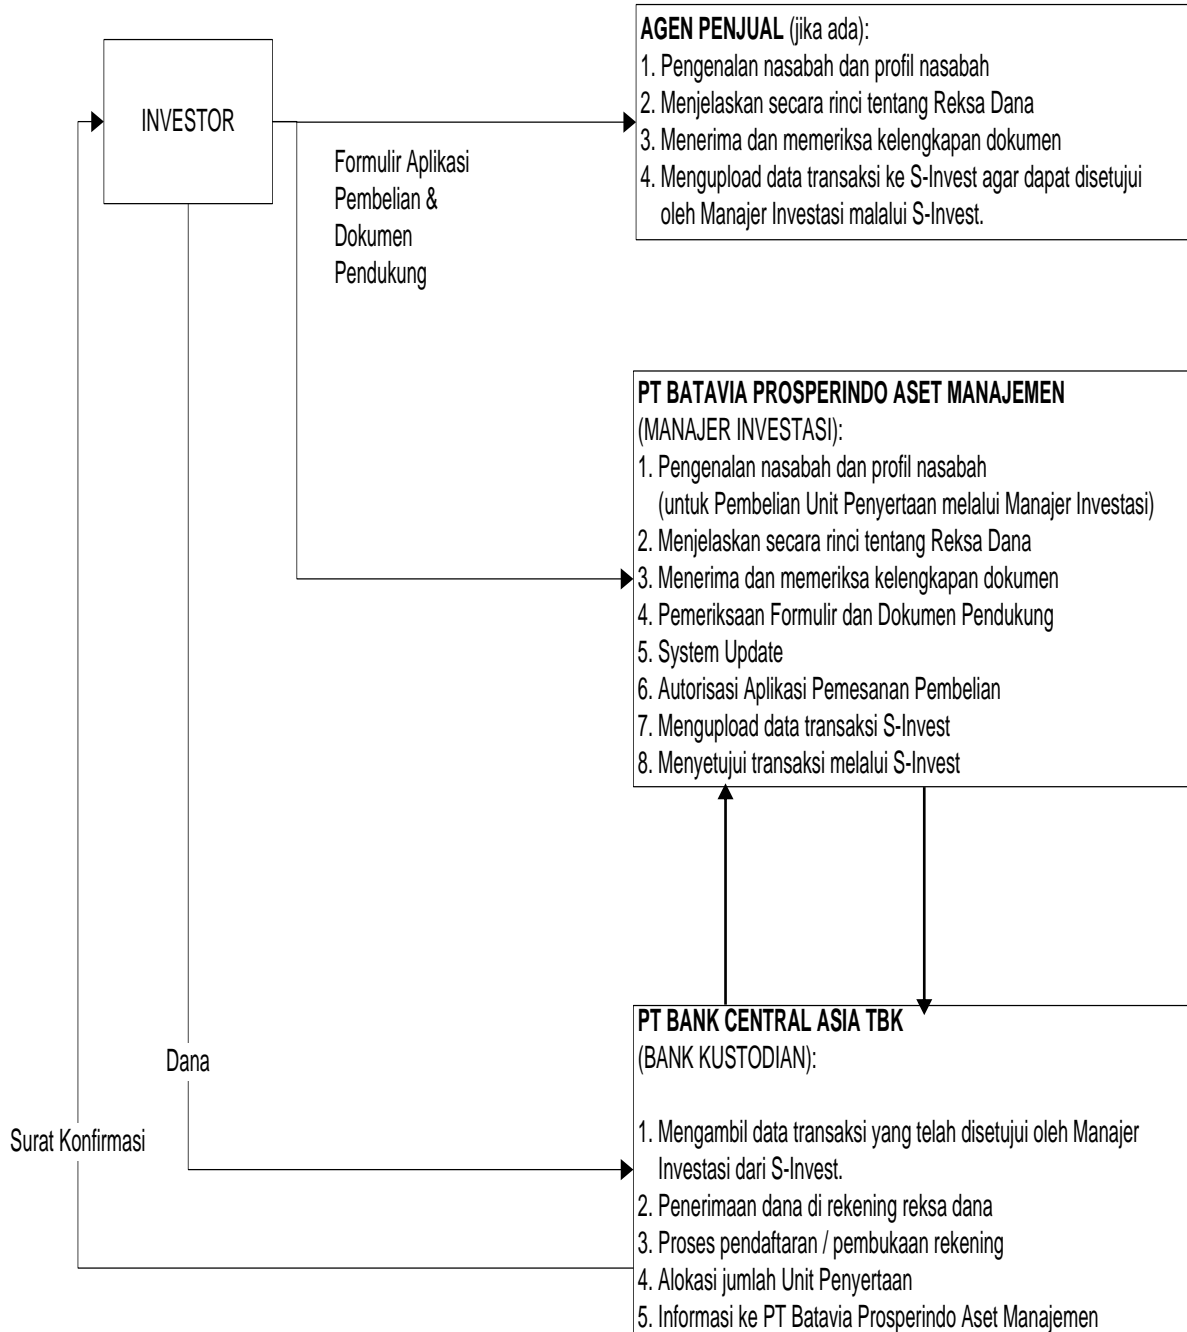 INVESTOR
Formulir Aplikasi
Pembelian &
Dokumen
Pendukung
AGEN PENJUAL (jika ada):
1. Pengenalan nasabah dan profil nasabah
2. Menjelaskan secara rinci tentang Reksa Dana
3. Menerima dan memeriksa kelengkapan dokumen
4. Mengupload data transaksi ke S-Invest agar dapat disetujui
oleh Manajer Investasi malalui S-Invest.
PT BATAVIA PROSPERINDO ASET MANAJEMEN
(MANAJER INVESTASI):
1. Pengenalan nasabah dan profil nasabah
(untuk Pembelian Unit Penyertaan melalui Manajer Investasi)
2. Menjelaskan secara rinci tentang Reksa Dana
3. Menerima dan memeriksa kelengkapan dokumen
4. Pemeriksaan Formulir dan Dokumen Pendukung
5. System Update
6. Autorisasi Aplikasi Pemesanan Pembelian
7. Mengupload data transaksi S-Invest
8. Menyetujui transaksi melalui S-Invest
Dana
Surat Konfirmasi
PT BANK CENTRAL ASIA TBK
(BANK KUSTODIAN):
1. Mengambil data transaksi yang telah disetujui oleh Manajer
Investasi dari S-Invest.
2. Penerimaan dana di rekening reksa dana
3. Proses pendaftaran / pembukaan rekening
4. Alokasi jumlah Unit Penyertaan
5. Informasi ke PT Batavia Prosperindo Aset Manajemen